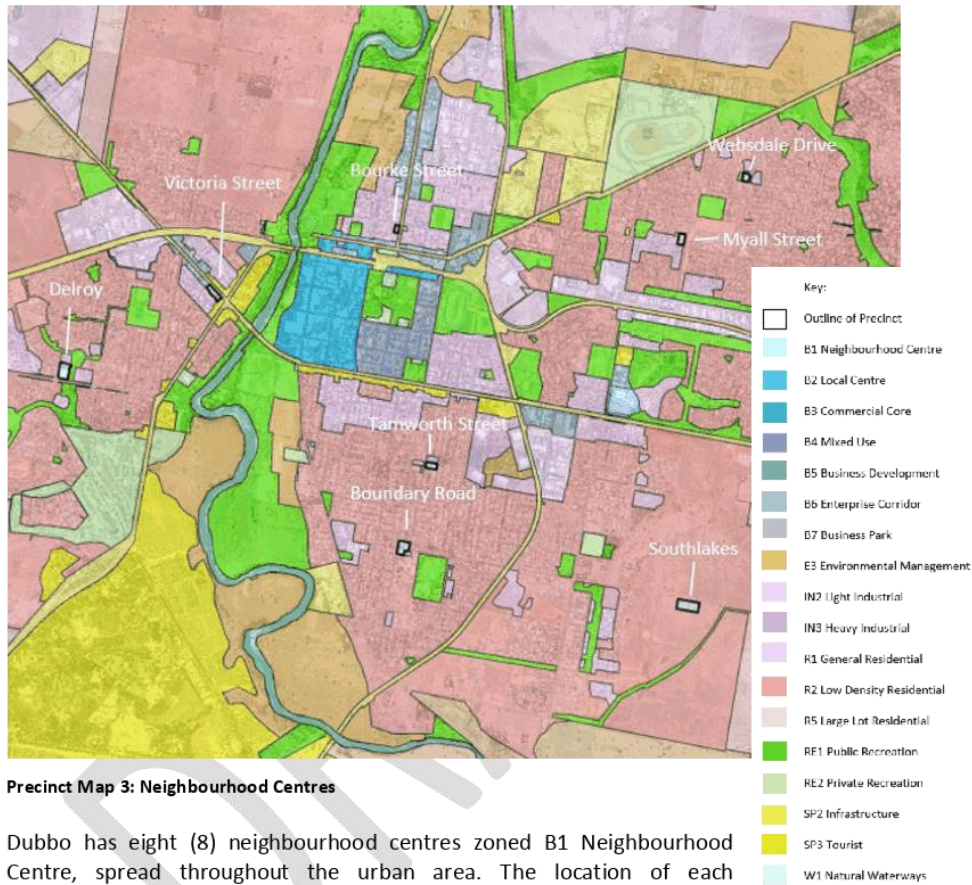 Websdale Drive
Bourke Street
Victoria Street
Myall Street
Delroy
Tamworth Street
Boundary Road
Southlakes
Key:
Outline of Precinct
B1 Neighbourhood Centre
B2 Local Centre
B3 Commercial Core
B4 Mixed Use
B5 Business Development
B6 Enterprise Corridor
B7 Business Park
E3 Environmental Management
IN2 Light Industrial
IN3 Heavy Industrial
R1 General Residential
R2 Low Density Residential
R5 Large Lot Residential
RE1 Public Recreation
RE2 Private Recreation
SP2 Infrastructure
SP3 Tourist
W1 Natural Waterways
Precinct Map 3: Neighbourhood Centres
Dubbo has eight (8) neighbourhood centres zoned B1 Neighbourhood
Centre, spread throughout the urban area. The location of each